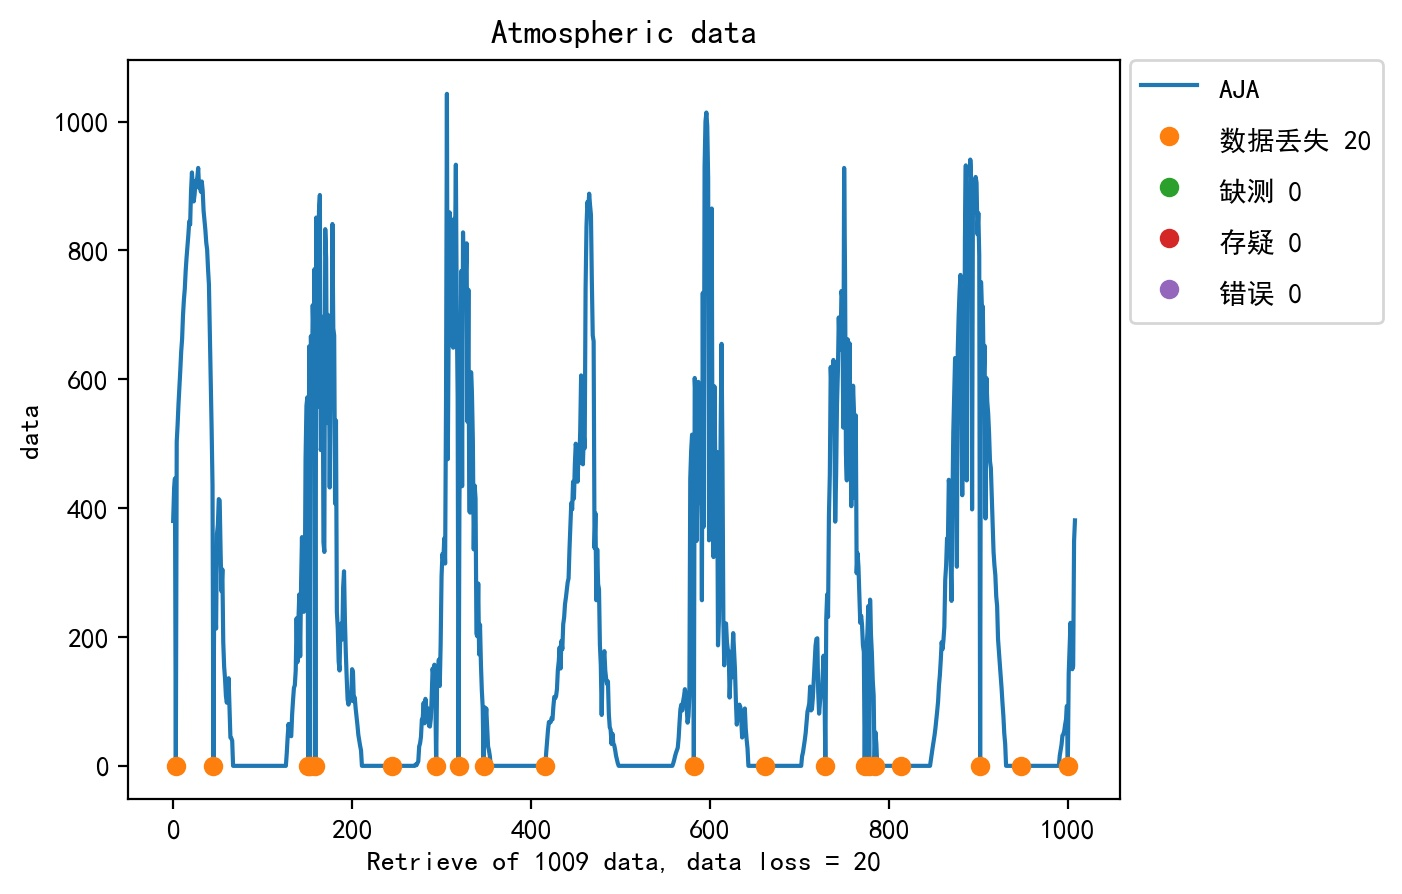 Atmospheric data
AJA
数据丢失 20
缺测 0
存疑 0
错误 0
data
1000
800
600
400
200
0
0 200 400 600 800 1000
Retrieve of 1009 data, data loss = 20